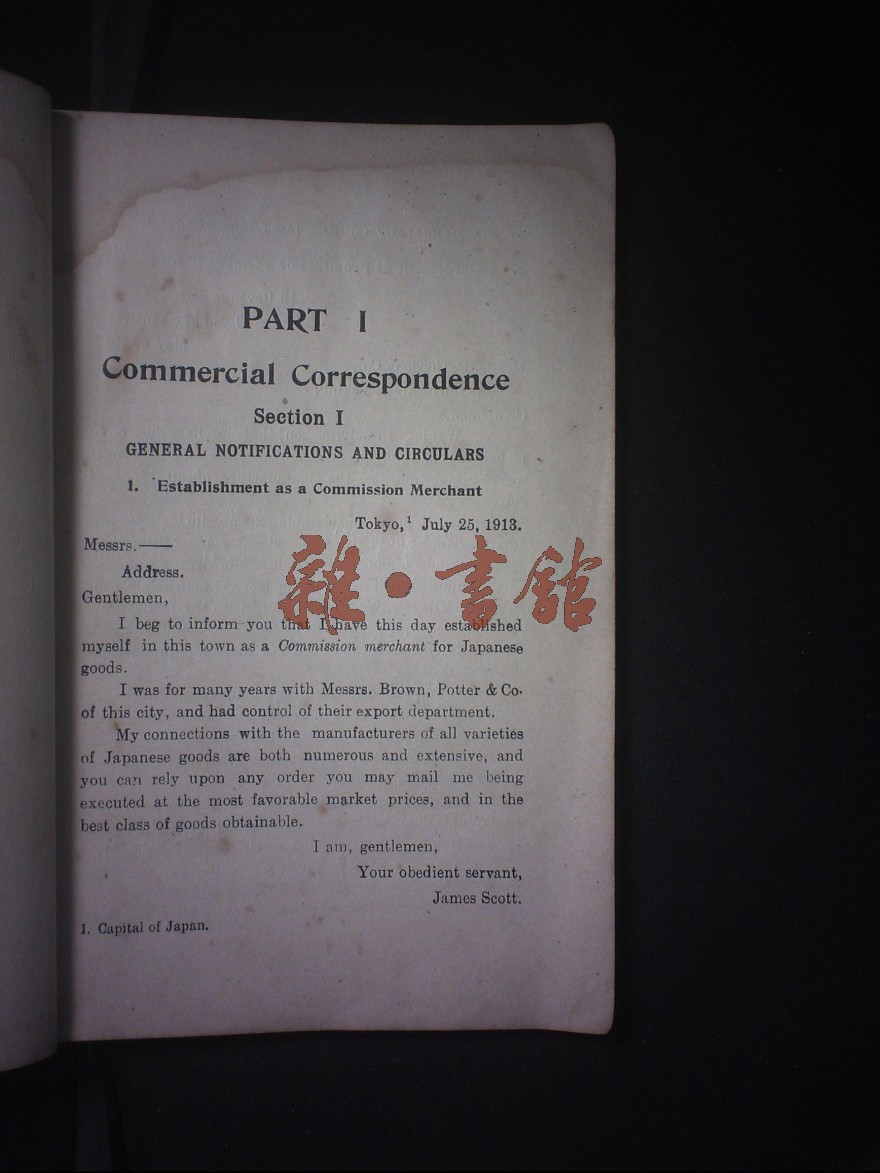 PART I
Commercial Correspondence
Section I
GENERAL NOTIFICATIONS AND CIRCULARS
1. Establishment as a Commission Merchant
Tokyo,¹ July 25, 1913.
Messrs.——
Address.
Gentlemen,
雜·書館
I beg to inform you that I have this day established
myself in this town as a Commission merchant for Japanese
goods.
I was for many years with Messrs. Brown, Potter & Co.
of this city, and had control of their export department.
My connections with the manufacturers of all varieties
of Japanese goods are both numerous and extensive, and
you can rely upon any order you may mail me being
executed at the most favorable market prices, and in the
best class of goods obtainable.
I am, gentlemen,
Your obedient servant,
James Scott.
1. Capital of Japan.